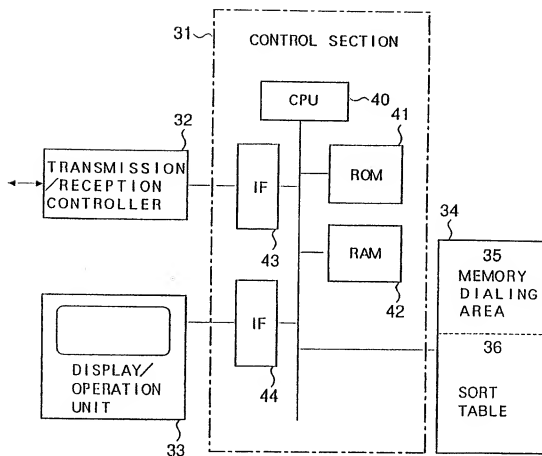 31
CONTROL SECTION
CPU
40
32
41
TRANSMISSION
/RECEPTION
CONTROLLER
IF
ROM
43
34
RAM
35
MEMORY
DIALING
AREA
42
IF
36
DISPLAY/
OPERATION
UNIT
44
SORT
TABLE
33